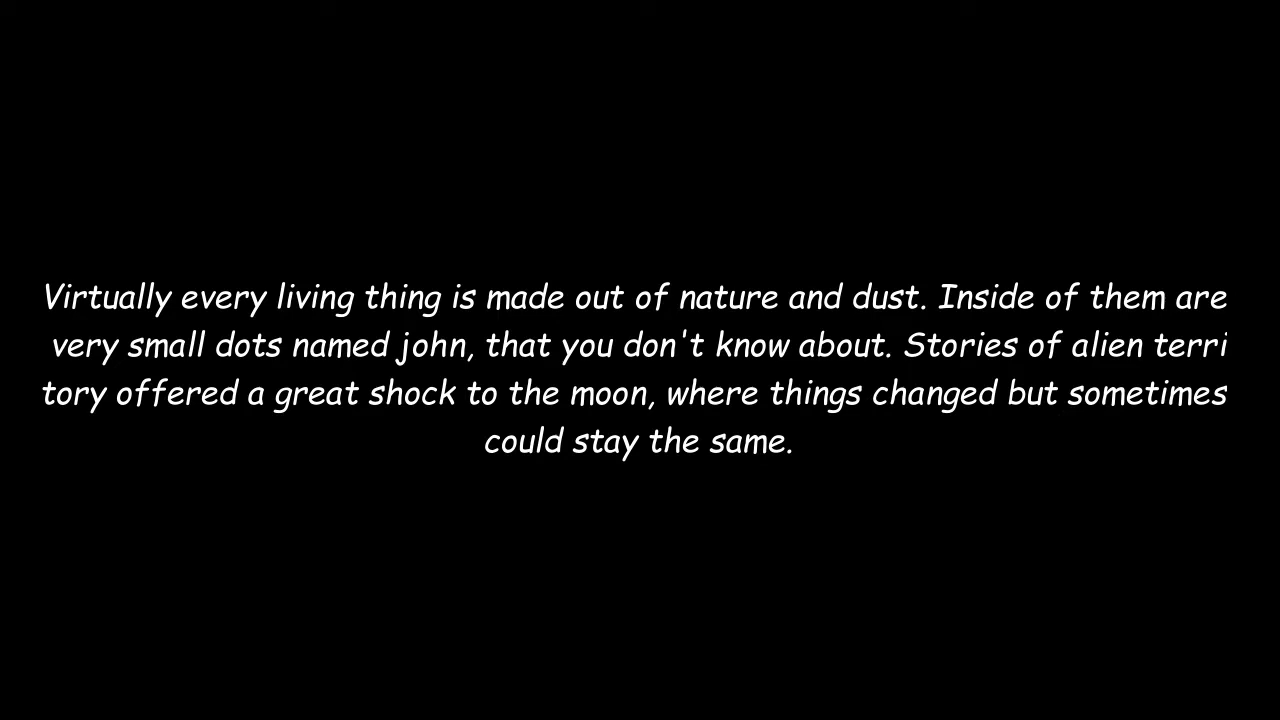 Virtually every living thing is made out of nature and dust. Inside of them are
very small dots named john, that you don't know about. Stories of alien terri
tory offered a great shock to the moon, where things changed but sometimes
could stay the same.